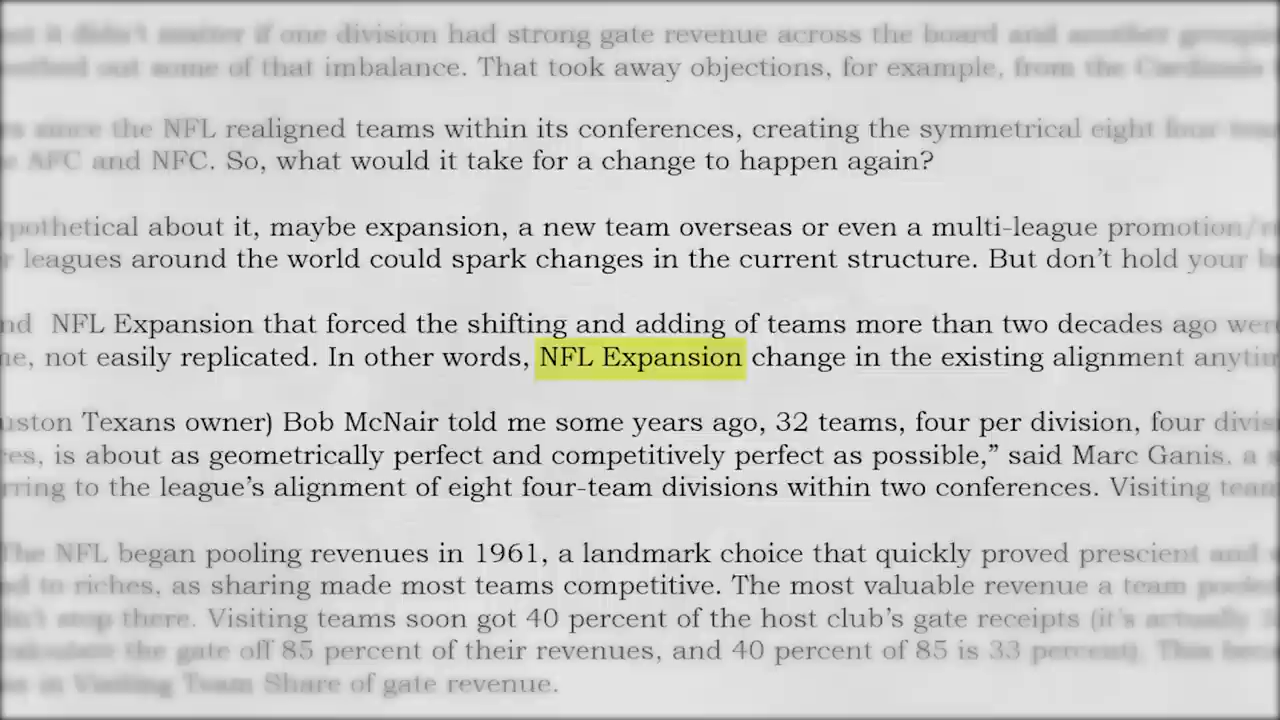 it didn't matter if one division had strong gate revenue across the board and another
out some of that imbalance. That took away objections, for example, from the Cardinals
since the NFL realigned teams within its conferences, creating the symmetrical eight four
AFC and NFC. So, what would it take for a change to happen again?
about it, maybe expansion, a new team overseas or even a multi-league promotion/
leagues around the world could spark changes in the current structure. But don't hold your
NFL Expansion that forced the shifting and adding of teams more than two decades ago
not easily replicated. In other words, NFL Expansion change in the existing alignment
Texans owner) Bob McNair told me some years ago, 32 teams, four per division, four
is about as geometrically perfect and competitively perfect as possible,” said Marc Ganis, a
to the league's alignment of eight four-team divisions within two conferences. Visiting
The NFL began pooling revenues in 1961, a landmark choice that quickly proved prescient and
to riches, as sharing made most teams competitive. The most valuable revenue a team
stop there. Visiting teams soon got 40 percent of the host club's gate receipts (it's actually
the gate off 85 percent of their revenues, and 40 percent of 85 is 33 percent). This
in Visiting Team Share of gate revenue.